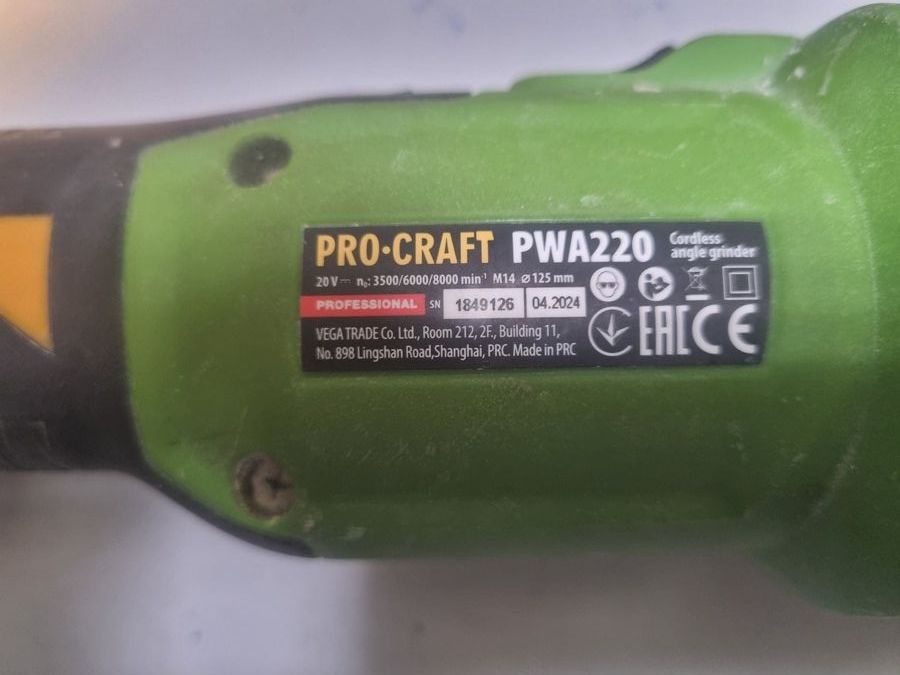 PRO•CRAFT PWA220 Cordless angle grinder
20 V ⎓ n₀: 3500/6000/8000 min⁻¹ M14 ⌀125 mm
PROFESSIONAL SN 1849126 04.2024
VEGA TRADE Co. Ltd., Room 212, 2F., Building 11,
No. 898 Lingshan Road,Shanghai, PRC. Made in PRC
EAC CE